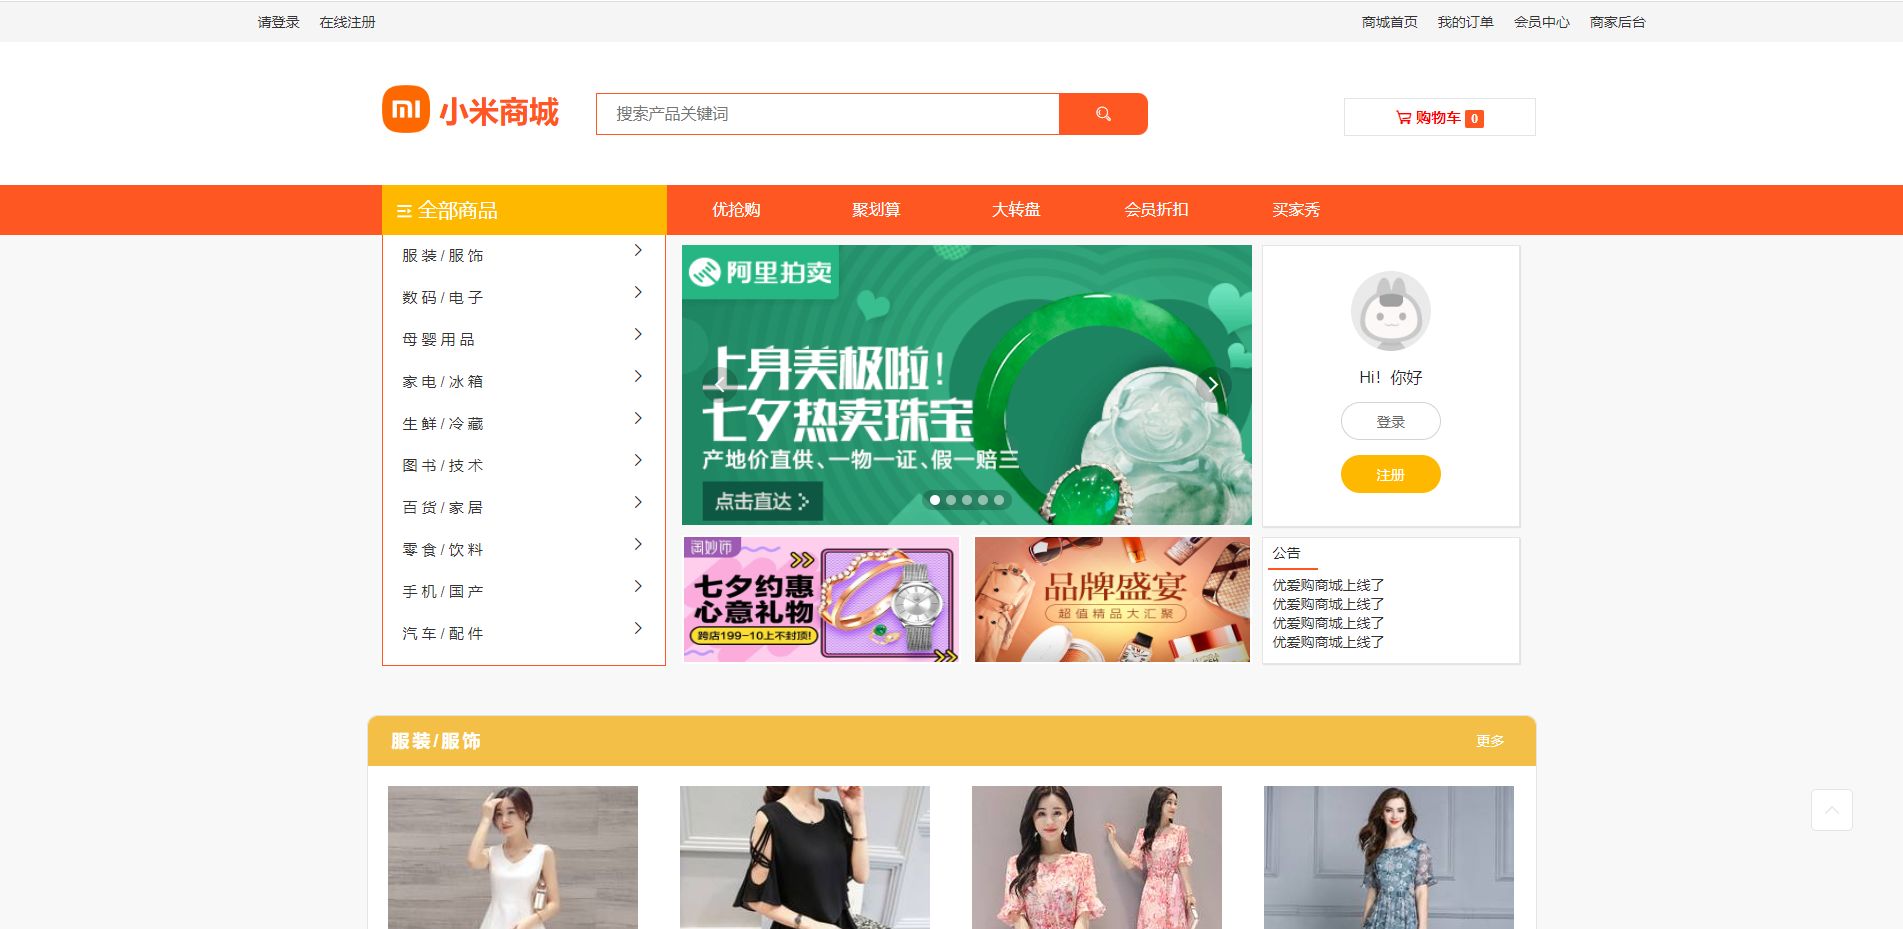 请登录 在线注册
商城首页 我的订单 会员中心 商家后台
小米商城
搜索产品关键词
购物车 0
全部商品
优抢购 聚划算 大转盘 会员折扣 买家秀
服 装 / 服 饰
数 码 / 电 子
母 婴 用 品
家 电 / 冰 箱
生 鲜 / 冷 藏
图 书 / 技 术
百 货 / 家 居
零 食 / 饮 料
手 机 / 国 产
汽 车 / 配 件
阿里拍卖
上身美极啦!
七夕热卖珠宝
产地价直供、一物一证、假一赔三
点击直达
Hi！你好
登录
注册
淘妙饰
七夕约惠
心意礼物
跨店199-10上不封顶!
品牌盛宴
超值精品大汇聚
公告
优爱购商城上线了
优爱购商城上线了
优爱购商城上线了
优爱购商城上线了
服装/服饰
更多